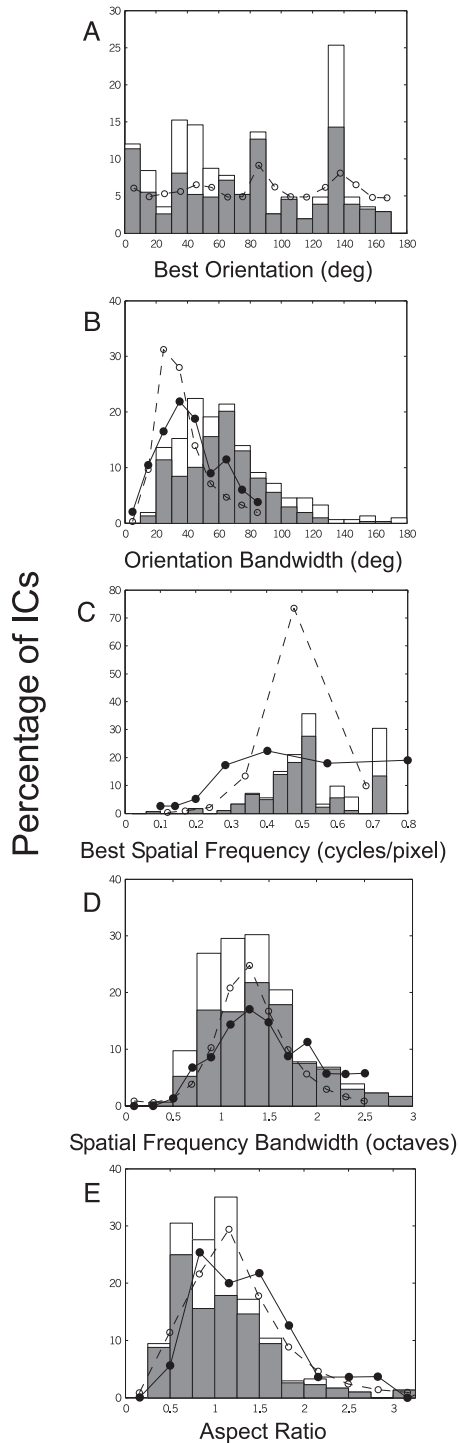 Percentage of ICs
A
30
25
20
15
10
5
0
0 20 40 60 80 100 120 140 160 180
Best Orientation (deg)
B
40
30
20
10
0
0 20 40 60 80 100 120 140 160 180
Orientation Bandwidth (deg)
C
80
70
60
50
40
30
20
10
0
0 0.1 0.2 0.3 0.4 0.5 0.6 0.7 0.8
Best Spatial Frequency (cycles/pixel)
D
40
30
20
10
0
0 0.5 1 1.5 2 2.5 3
Spatial Frequency Bandwidth (octaves)
E
40
30
20
10
0
0 0.5 1 1.5 2 2.5 3
Aspect Ratio